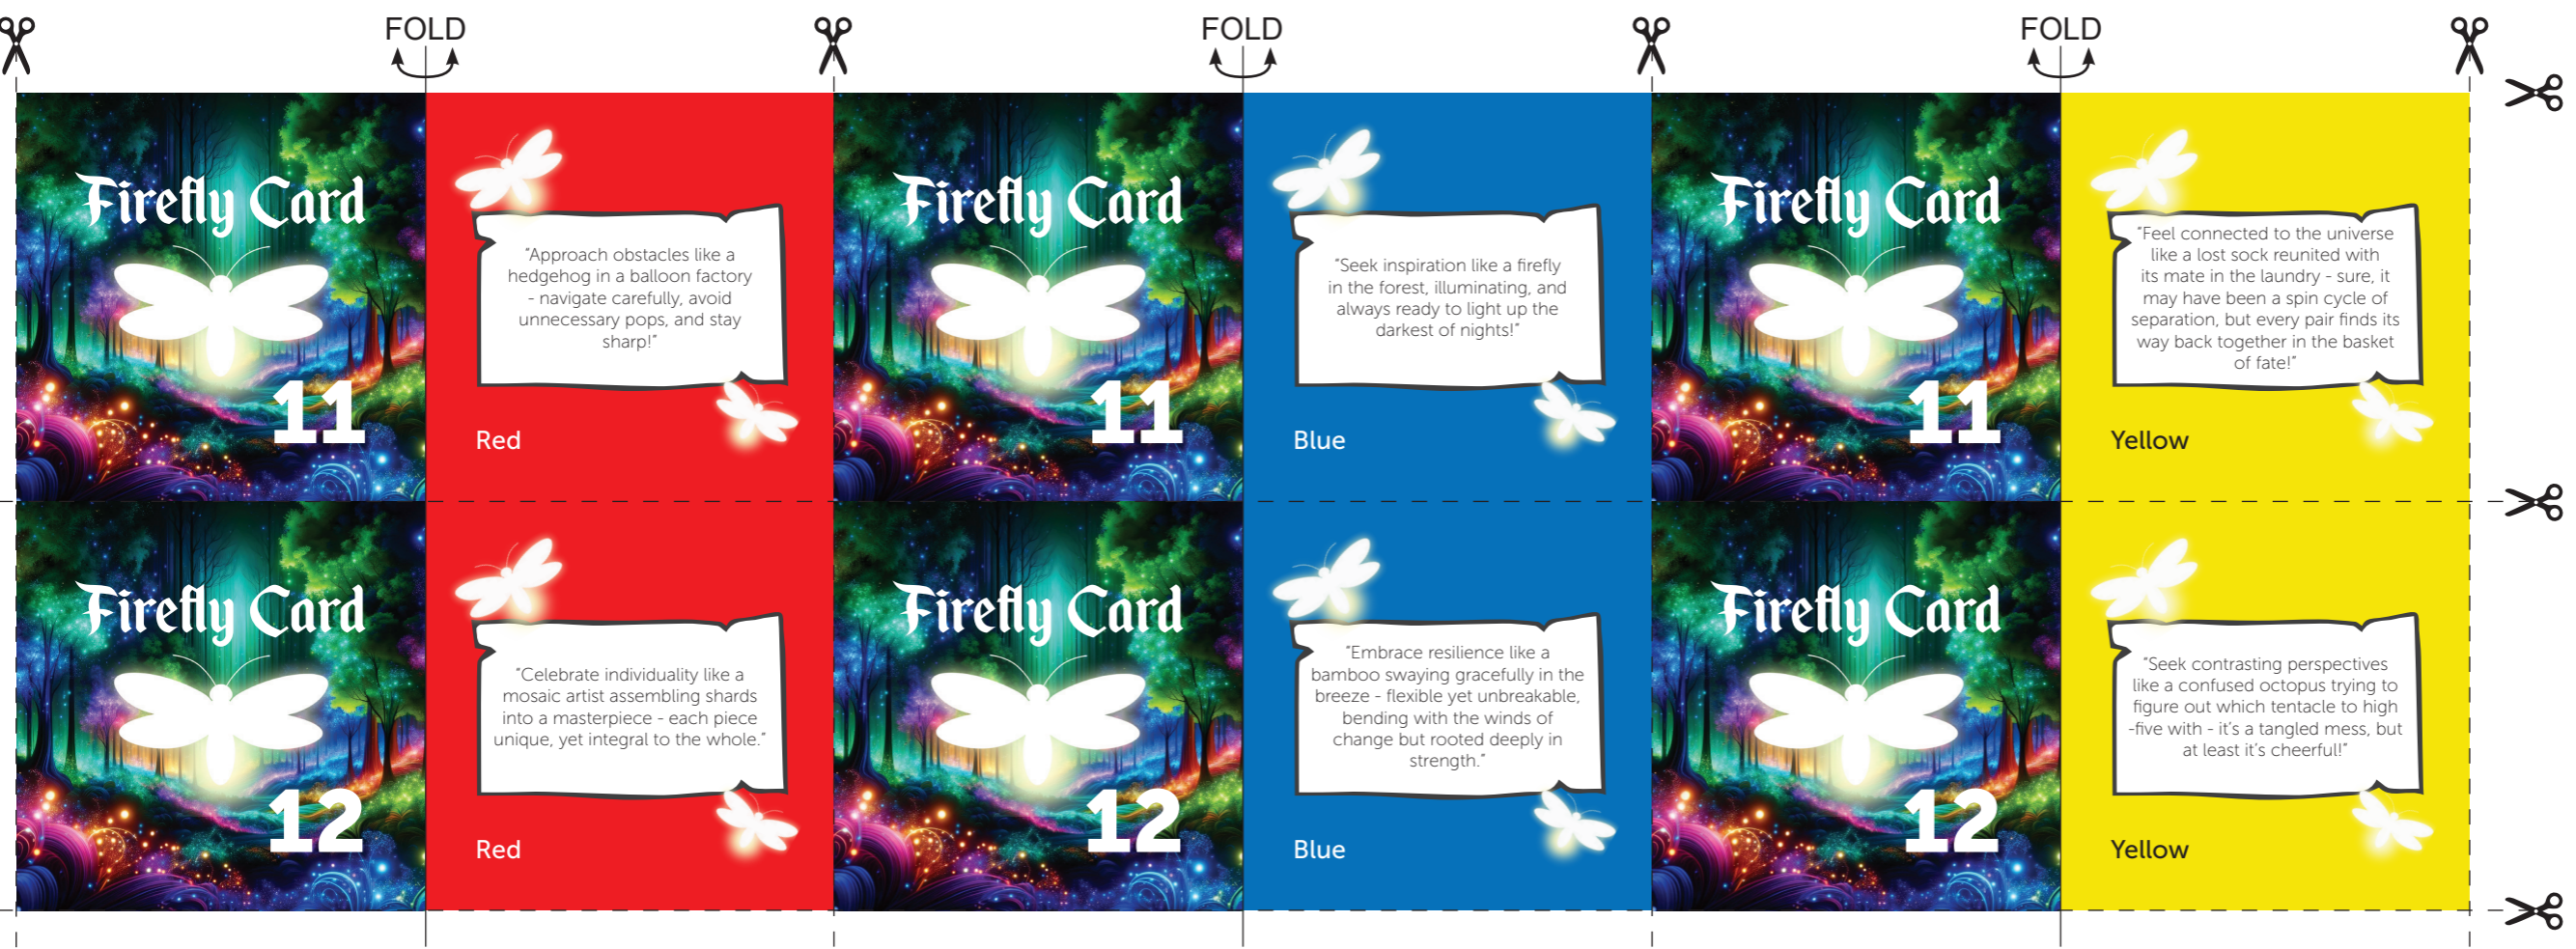 FOLD
FOLD
FOLD
Firefly Card
11
"Approach obstacles like a
hedgehog in a balloon factory
- navigate carefully, avoid
unnecessary pops, and stay
sharp!"
Red
Firefly Card
11
"Seek inspiration like a firefly
in the forest, illuminating, and
always ready to light up the
darkest of nights!"
Blue
Firefly Card
11
"Feel connected to the universe
like a lost sock reunited with
its mate in the laundry - sure, it
may have been a spin cycle of
separation, but every pair finds its
way back together in the basket
of fate!"
Yellow
Firefly Card
12
"Celebrate individuality like a
mosaic artist assembling shards
into a masterpiece - each piece
unique, yet integral to the whole."
Red
Firefly Card
12
"Embrace resilience like a
bamboo swaying gracefully in the
breeze - flexible yet unbreakable,
bending with the winds of
change but rooted deeply in
strength."
Blue
Firefly Card
12
"Seek contrasting perspectives
like a confused octopus trying to
figure out which tentacle to high
-five with - it's a tangled mess, but
at least it's cheerful!"
Yellow